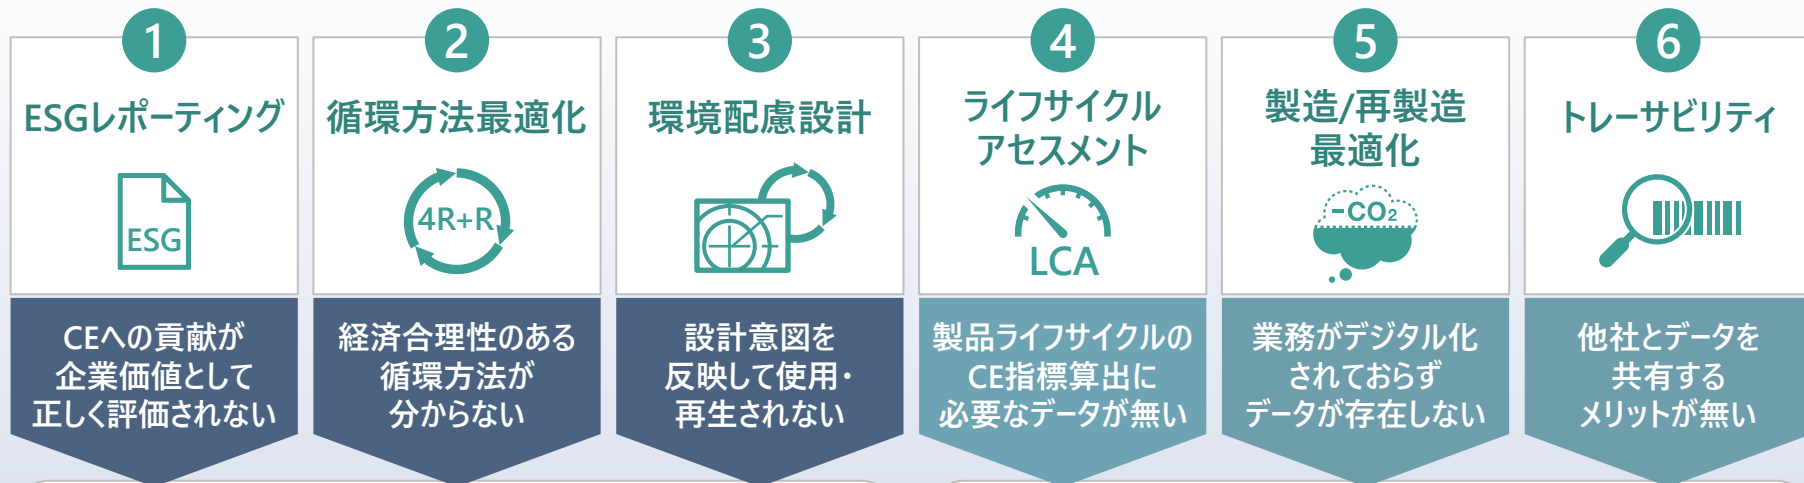 1
ESGレポーティング
ESG
CEへの貢献が
企業価値として
正しく評価されない
2
循環方法最適化
4R+R
経済合理性のある
循環方法が
分からない
3
環境配慮設計
設計意図を
反映して使用・
再生されない
4
ライフサイクル
アセスメント
LCA
製品ライフサイクルの
CE指標算出に
必要なデータが無い
5
製造/再製造
最適化
-CO₂
業務がデジタル化
されておらず
データが存在しない
6
トレーサビリティ
他社とデータを
共有する
メリットが無い